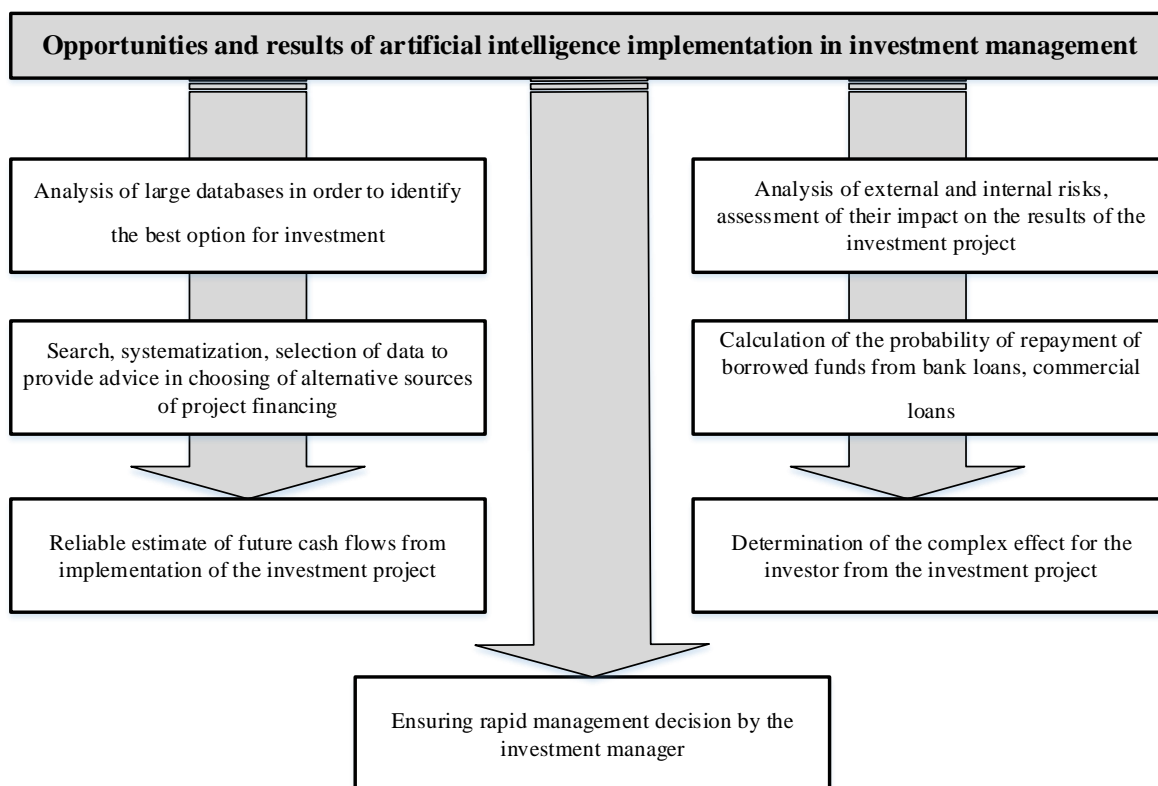 Opportunities and results of artificial intelligence implementation in investment management
Analysis of large databases in order to identify
the best option for investment
Search, systematization, selection of data to
provide advice in choosing of alternative sources
of project financing
Reliable estimate of future cash flows from
implementation of the investment project
Analysis of external and internal risks,
assessment of their impact on the results of the
investment project
Calculation of the probability of repayment of
borrowed funds from bank loans, commercial
loans
Determination of the complex effect for the
investor from the investment project
Ensuring rapid management decision by the
investment manager